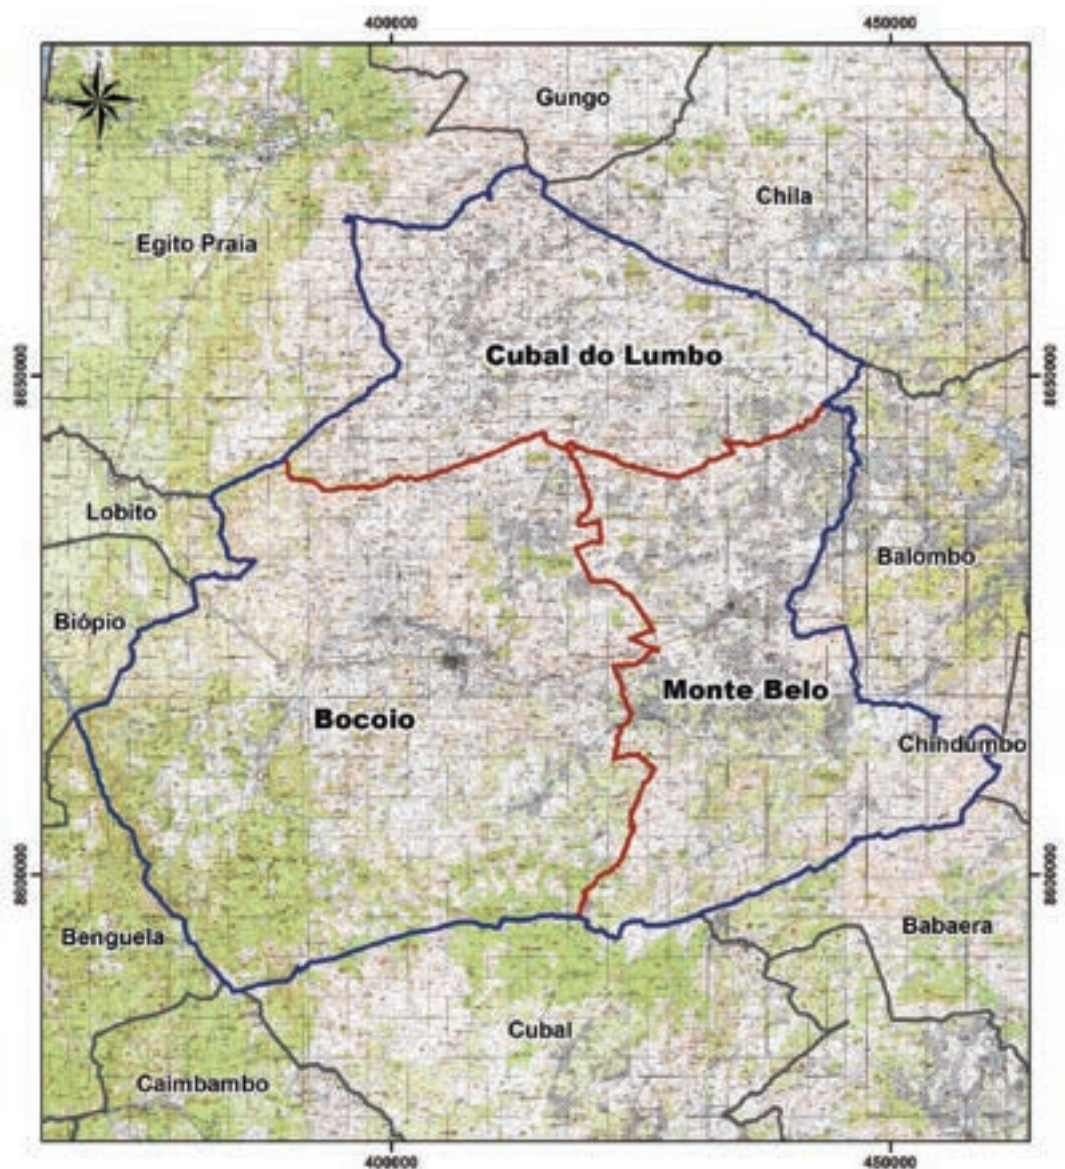 400000
450000
Gungo
Chila
Egito Praia
Cubal do Lumbo
8650000
8650000
Lobito
Balombo
Biópio
Monte Belo
Bocoio
Chindumbo
8600000
8600000
Babaera
Benguela
Cubal
Caimbambo
400000
450000